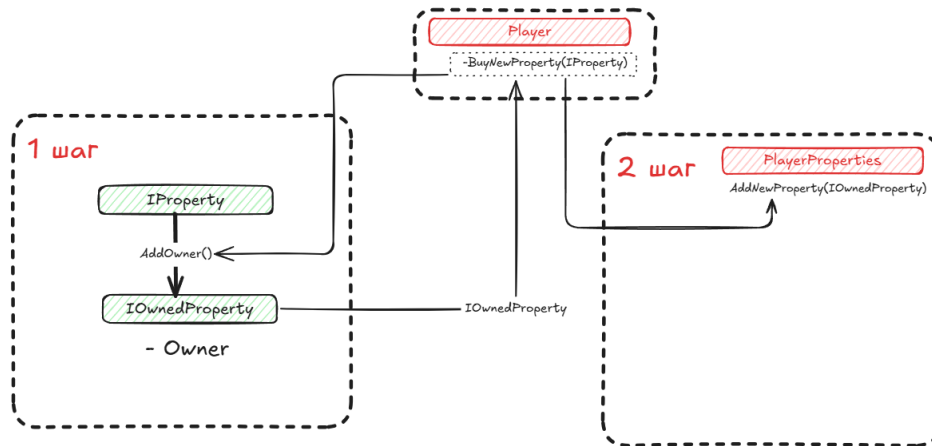 Player
-BuyNewProperty(IProperty)
1 шаг
IProperty
AddOwner()
IOwnedProperty
- Owner
IOwnedProperty
2 шаг
PlayerProperties
AddNewProperty(IOwnedProperty)